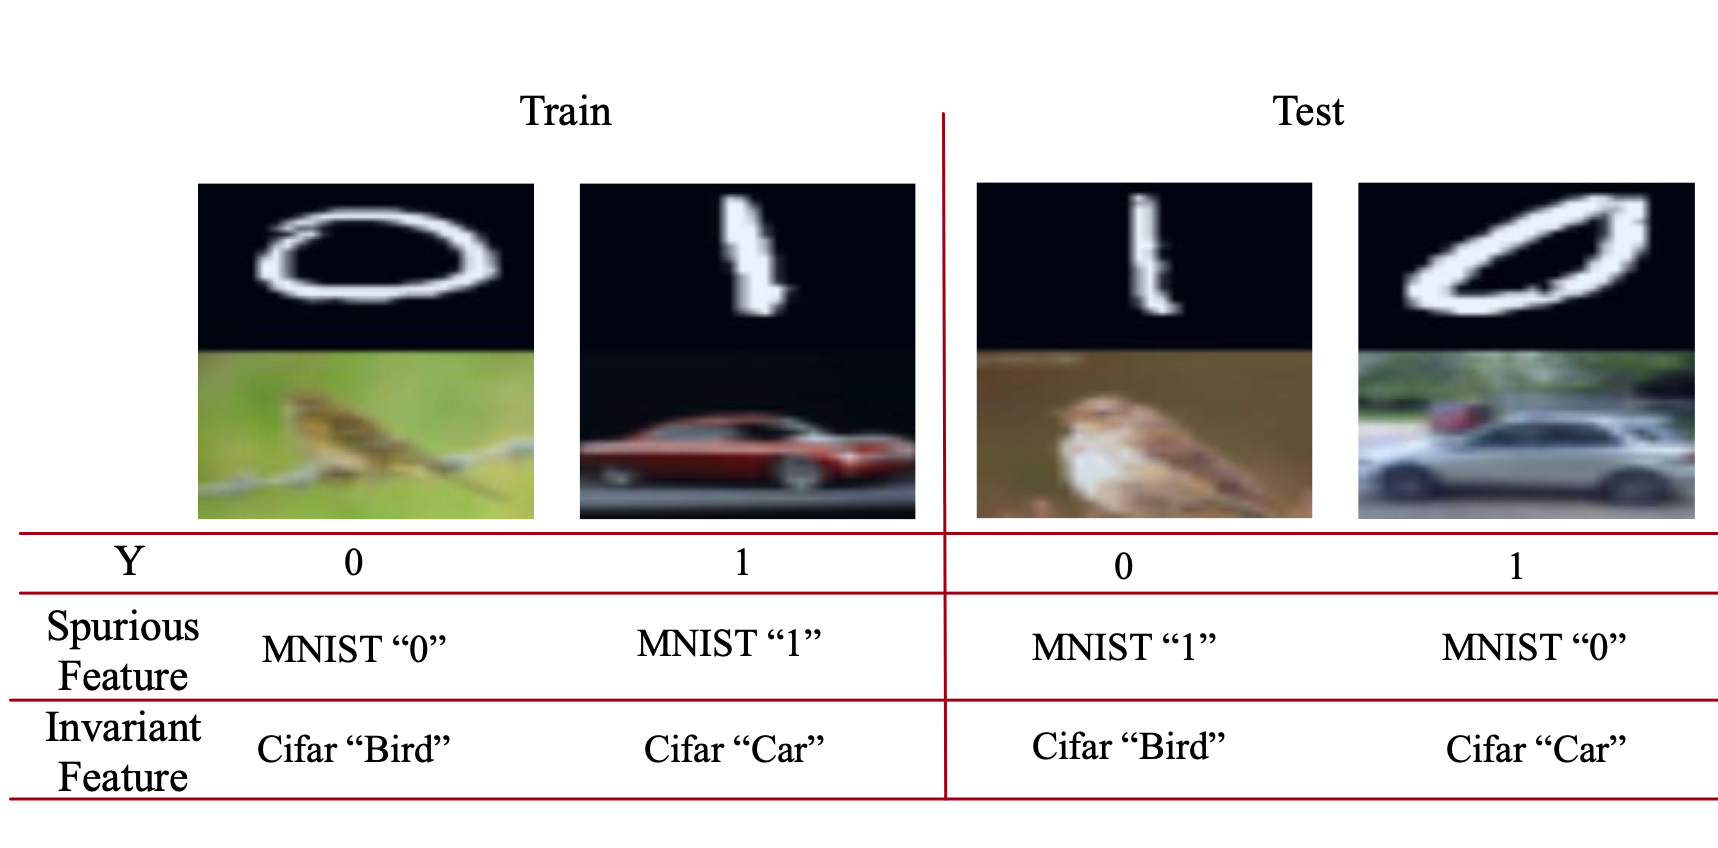 Train
Test
Y
0
1
0
1
Spurious
Feature
MNIST “0”
MNIST “1”
MNIST “1”
MNIST “0”
Invariant
Feature
Cifar “Bird”
Cifar “Car”
Cifar “Bird”
Cifar “Car”